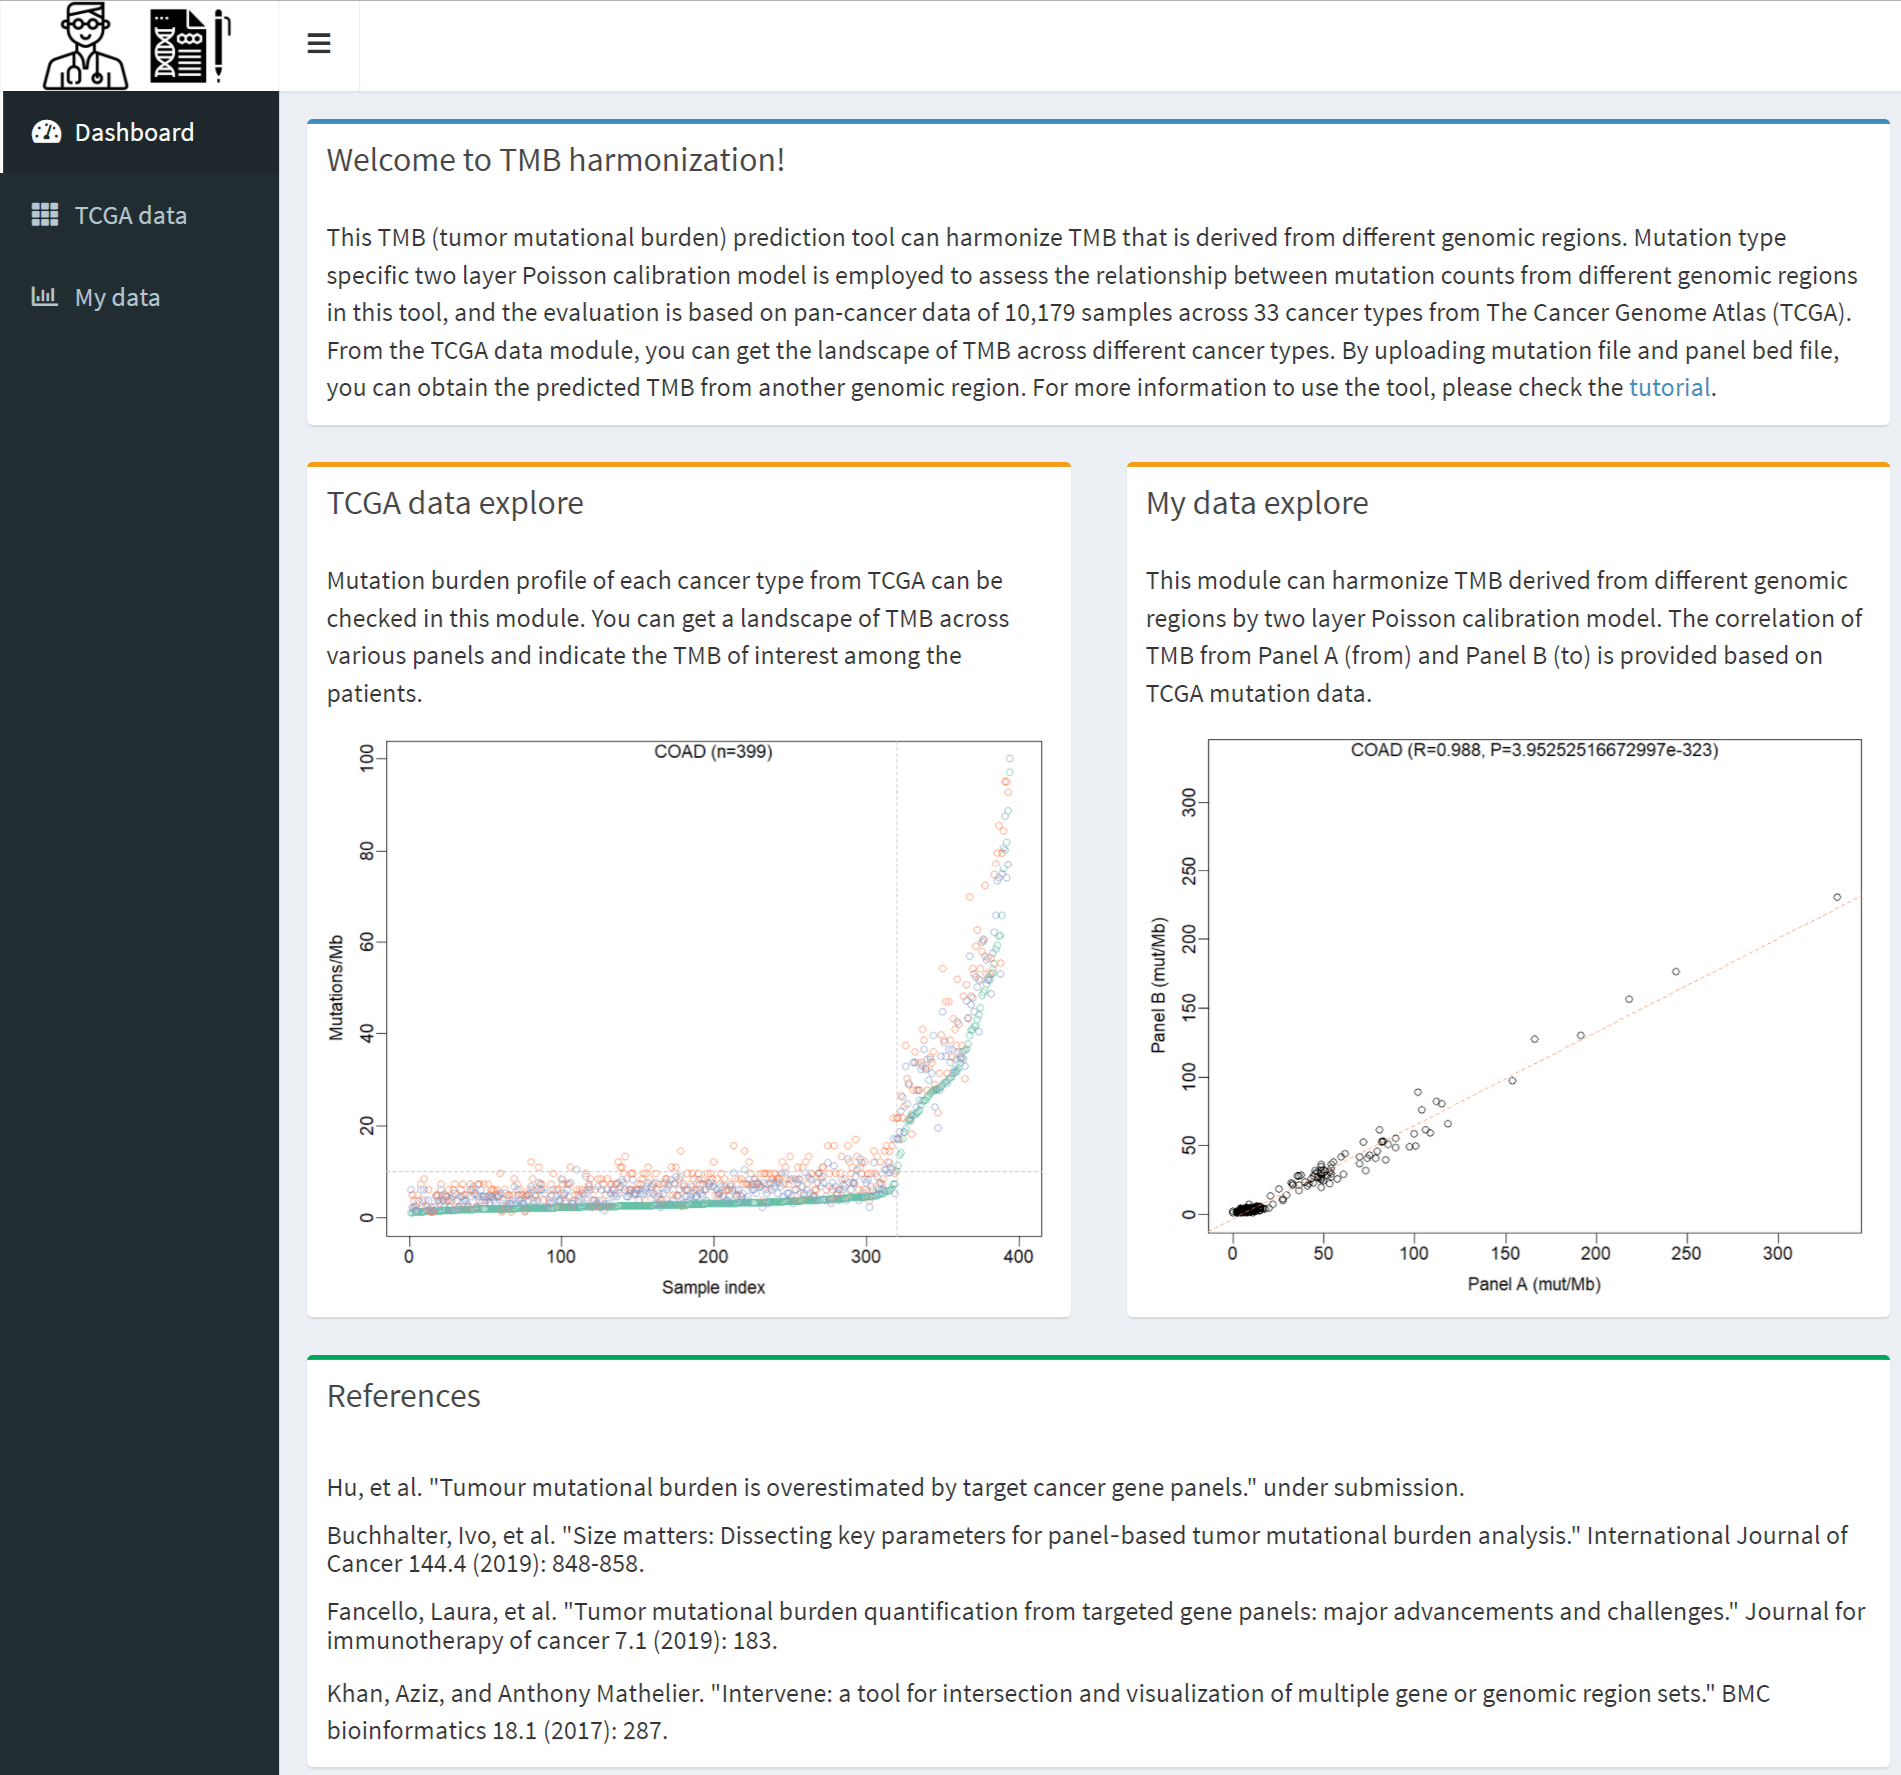 Dashboard
TCGA data
My data
Welcome to TMB harmonization!
This TMB (tumor mutational burden) prediction tool can harmonize TMB that is derived from different genomic regions. Mutation type
specific two layer Poisson calibration model is employed to assess the relationship between mutation counts from different genomic regions
in this tool, and the evaluation is based on pan-cancer data of 10,179 samples across 33 cancer types from The Cancer Genome Atlas (TCGA).
From the TCGA data module, you can get the landscape of TMB across different cancer types. By uploading mutation file and panel bed file,
you can obtain the predicted TMB from another genomic region. For more information to use the tool, please check the tutorial.
TCGA data explore
Mutation burden profile of each cancer type from TCGA can be
checked in this module. You can get a landscape of TMB across
various panels and indicate the TMB of interest among the
patients.
COAD (n=399)
100
80
60
40
20
0
Mutations/Mb
0 100 200 300 400
Sample index
My data explore
This module can harmonize TMB derived from different genomic
regions by two layer Poisson calibration model. The correlation of
TMB from Panel A (from) and Panel B (to) is provided based on
TCGA mutation data.
COAD (R=0.988, P=3.95252516672997e-323)
300
250
200
150
100
50
0
Panel B (mut/Mb)
0 50 100 150 200 250 300
Panel A (mut/Mb)
References
Hu, et al. "Tumour mutational burden is overestimated by target cancer gene panels." under submission.
Buchhalter, Ivo, et al. "Size matters: Dissecting key parameters for panel-based tumor mutational burden analysis." International Journal of
Cancer 144.4 (2019): 848-858.
Fancello, Laura, et al. "Tumor mutational burden quantification from targeted gene panels: major advancements and challenges." Journal for
immunotherapy of cancer 7.1 (2019): 183.
Khan, Aziz, and Anthony Mathelier. "Intervene: a tool for intersection and visualization of multiple gene or genomic region sets." BMC
bioinformatics 18.1 (2017): 287.